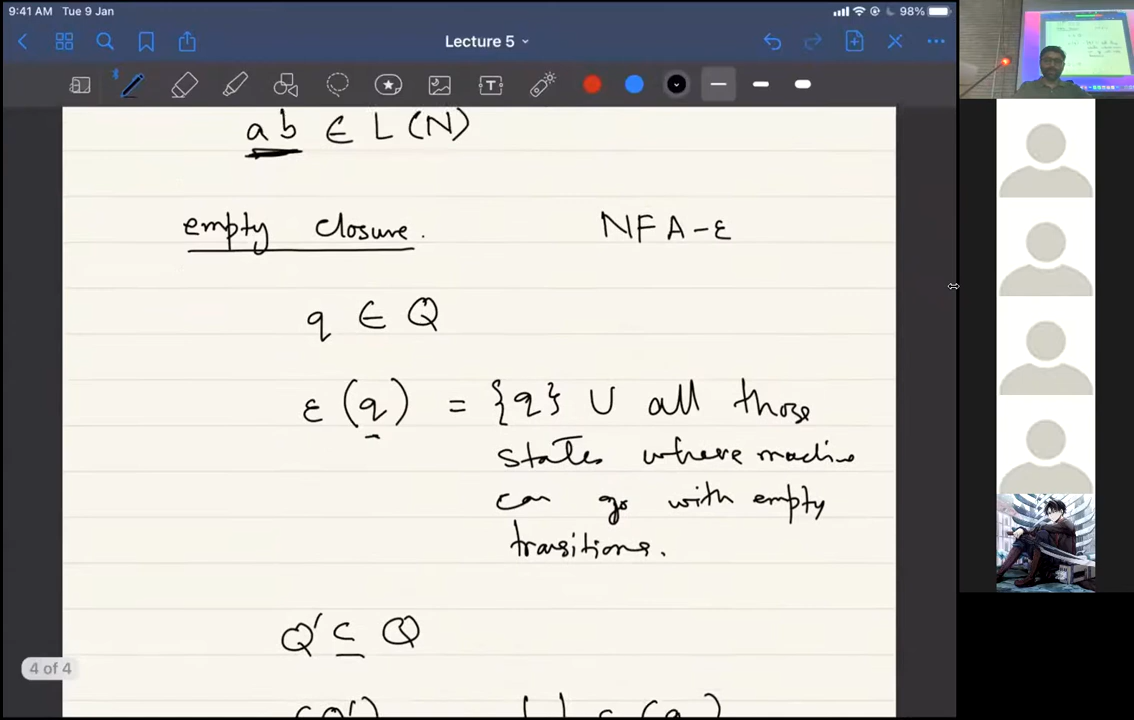 9:41 AM Tue 9 Jan
98%
Lecture 5
ab ∈ L(N)
empty closure. NFA-ε
q ∈ Q
ε(q) = {q} ∪ all those
states where machine
can go with empty
transitions.
Q' ⊆ Q
4 of 4